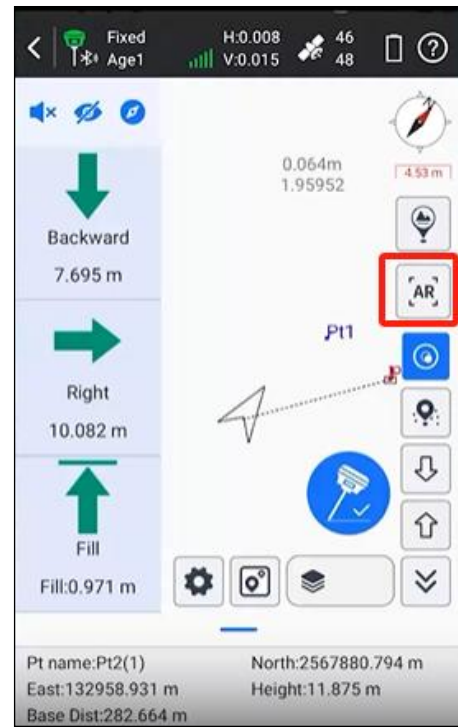 Fixed H:0.008 46
Age1 V:0.015 48
N
0.064m
1.95952
4.53 m
Backward
7.695 m
AR
Pt1
P
Right
10.082 m
Fill
Fill:0.971 m
Pt name:Pt2(1) North:2567880.794 m
East:132958.931 m Height:11.875 m
Base Dist:282.664 m